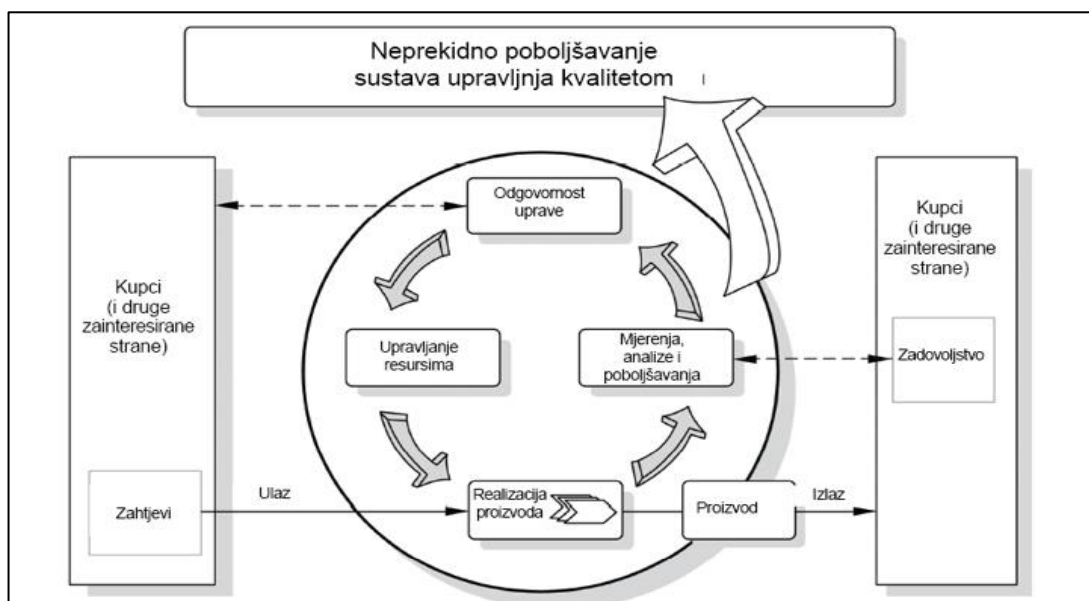 Neprekidno poboljšavanje
sustava upravljnja kvalitetom
Kupci
(i druge
zainteresirane
strane)
Zahtjevi
Ulaz
Odgovornost
uprave
Upravljanje
resursima
Mjerenja,
analize i
poboljšavanja
Realizacija
proizvoda
Proizvod
Izlaz
Kupci
(i druge
zainteresirane
strane)
Zadovoljstvo